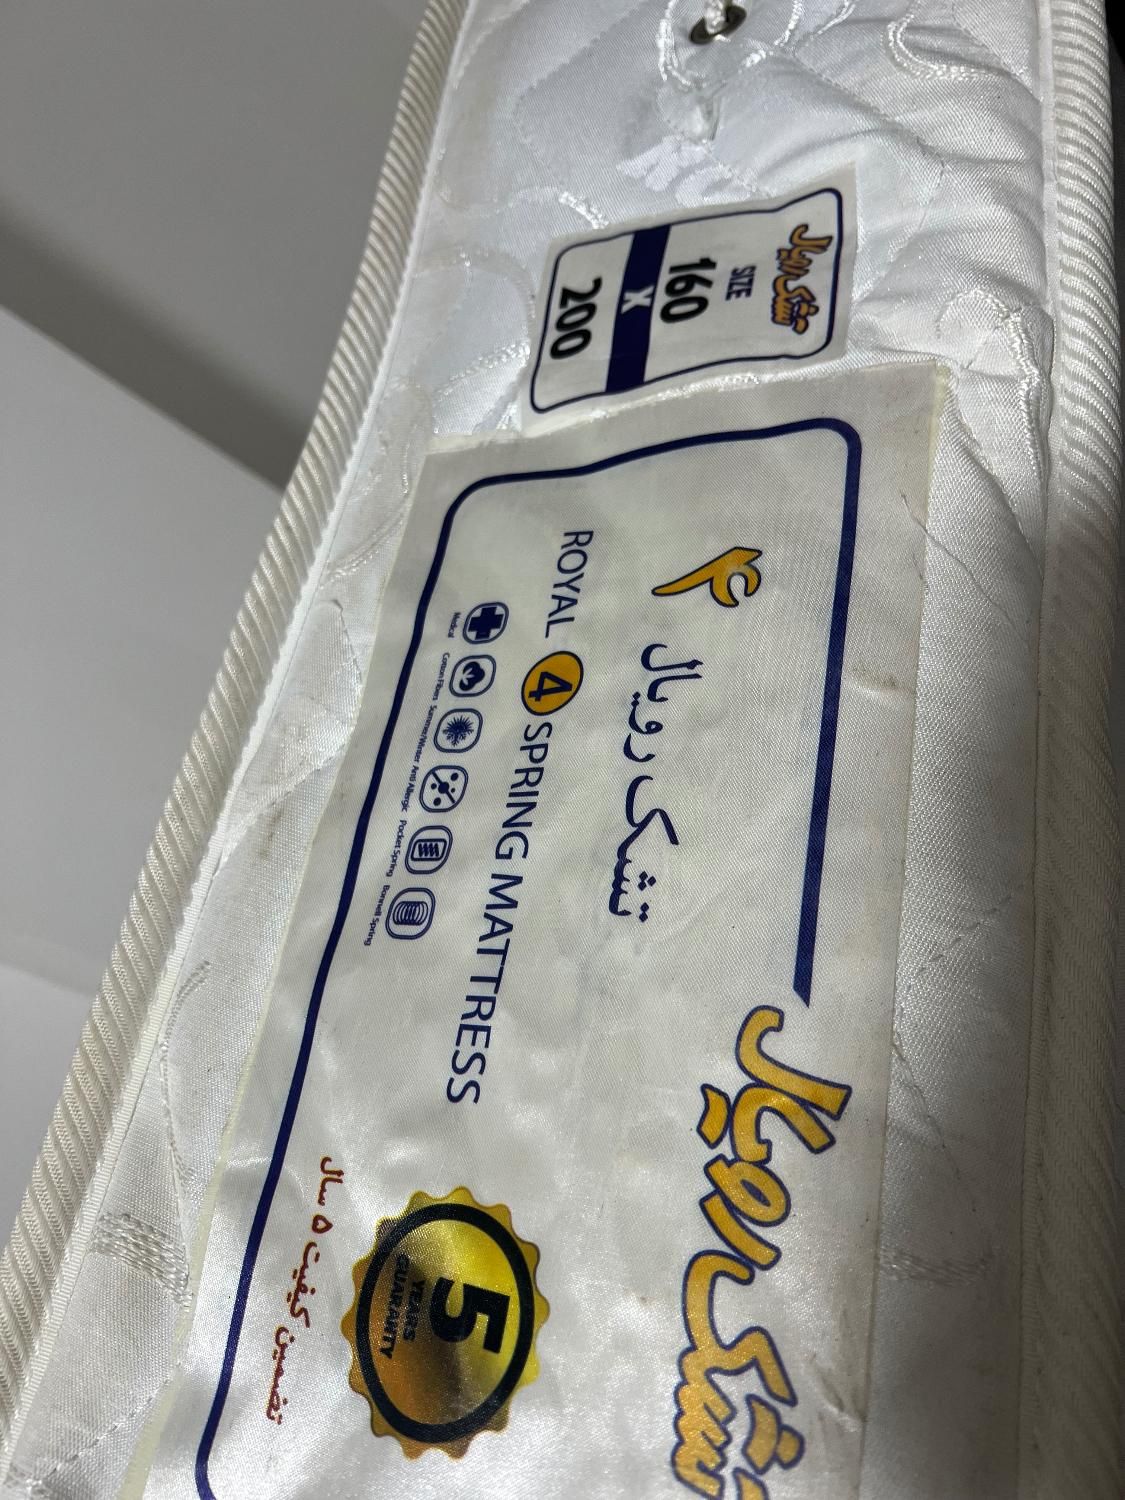 تشک رویال
SIZE
160
X
200
تشک رویال
تشک رویال ۴
ROYAL 4 SPRING MATTRESS
Medical Cotton Fibers Summer/Winter Anti Allergic Pocket Spring Bonnell Spring
5
YEARS
GUARANTY
تضمین کیفیت ۵ سال